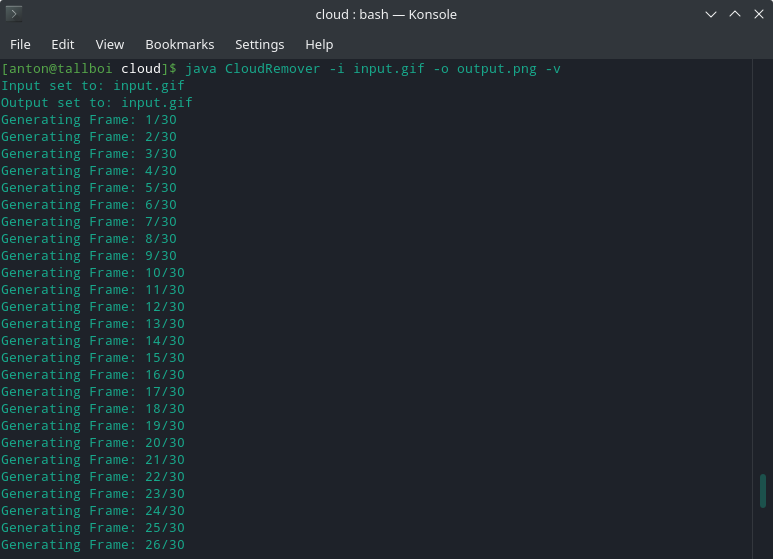 cloud : bash — Konsole
File Edit View Bookmarks Settings Help
[anton@tallboi cloud]$ java CloudRemover -i input.gif -o output.png -v
Input set to: input.gif
Output set to: input.gif
Generating Frame: 1/30
Generating Frame: 2/30
Generating Frame: 3/30
Generating Frame: 4/30
Generating Frame: 5/30
Generating Frame: 6/30
Generating Frame: 7/30
Generating Frame: 8/30
Generating Frame: 9/30
Generating Frame: 10/30
Generating Frame: 11/30
Generating Frame: 12/30
Generating Frame: 13/30
Generating Frame: 14/30
Generating Frame: 15/30
Generating Frame: 16/30
Generating Frame: 17/30
Generating Frame: 18/30
Generating Frame: 19/30
Generating Frame: 20/30
Generating Frame: 21/30
Generating Frame: 22/30
Generating Frame: 23/30
Generating Frame: 24/30
Generating Frame: 25/30
Generating Frame: 26/30